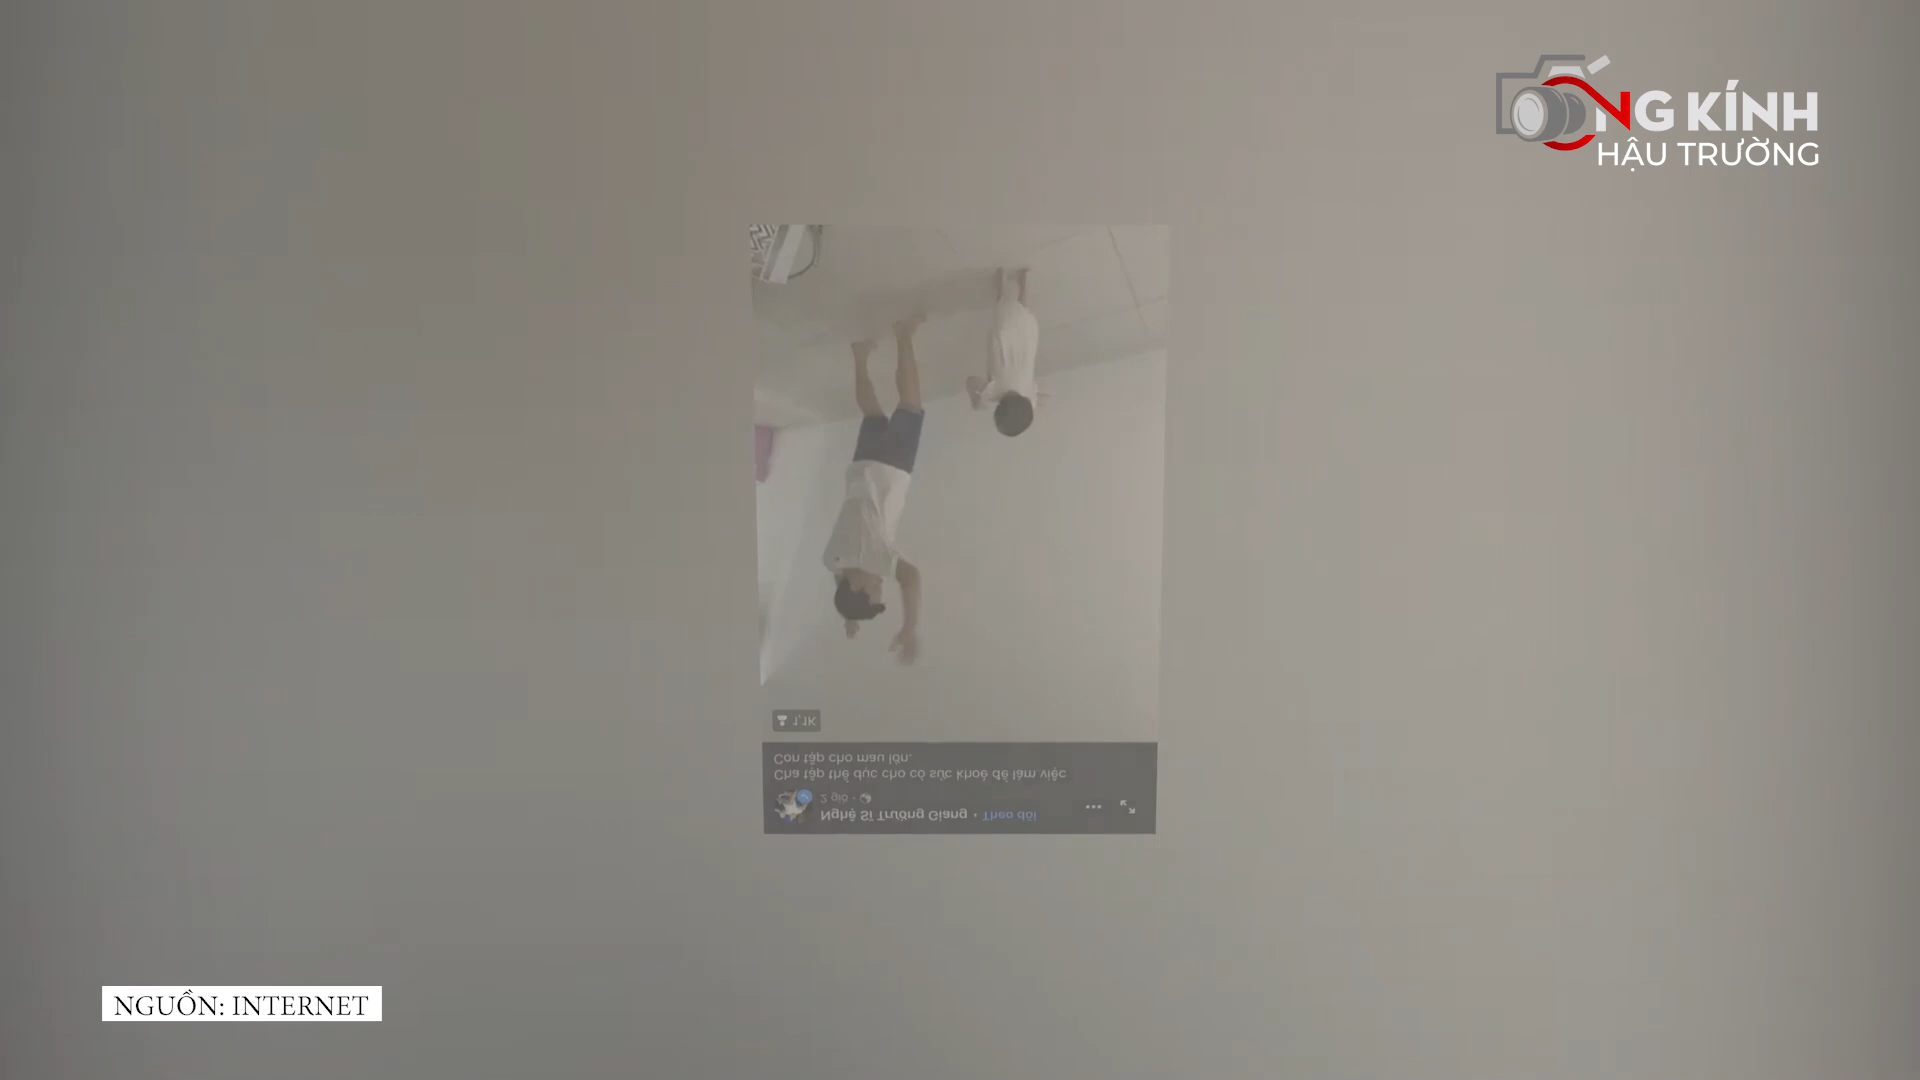 ỐNG KÍNH
HẬU TRƯỜNG
1,1K
Con tập cho mau lớn.
Cha tập thể dục cho có sức khoẻ để làm việc
2 giờ
Nghệ Sĩ Trường Giang · Theo dõi
NGUỒN: INTERNET